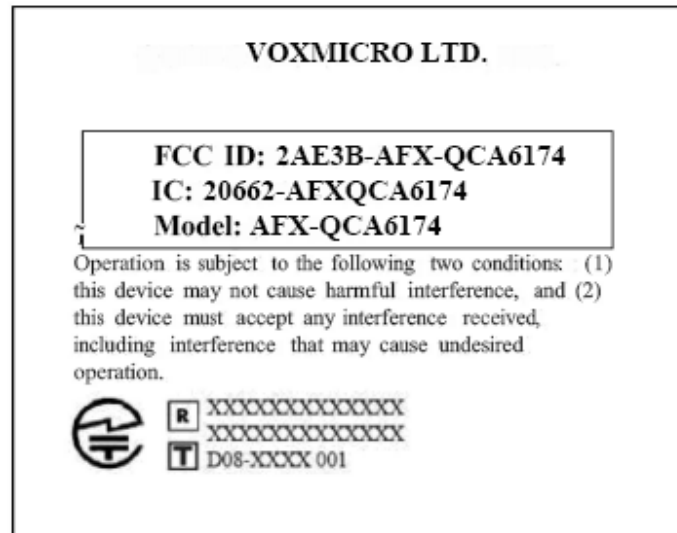 VOXMICRO LTD.
FCC ID: 2AE3B-AFX-QCA6174
IC: 20662-AFXQCA6174
Model: AFX-QCA6174
Operation is subject to the following two conditions: (1)
this device may not cause harmful interference, and (2)
this device must accept any interference received,
including interference that may cause undesired
operation.
R XXXXXXXXXXXXXX
XXXXXXXXXXXXXX
T D08-XXXX 001